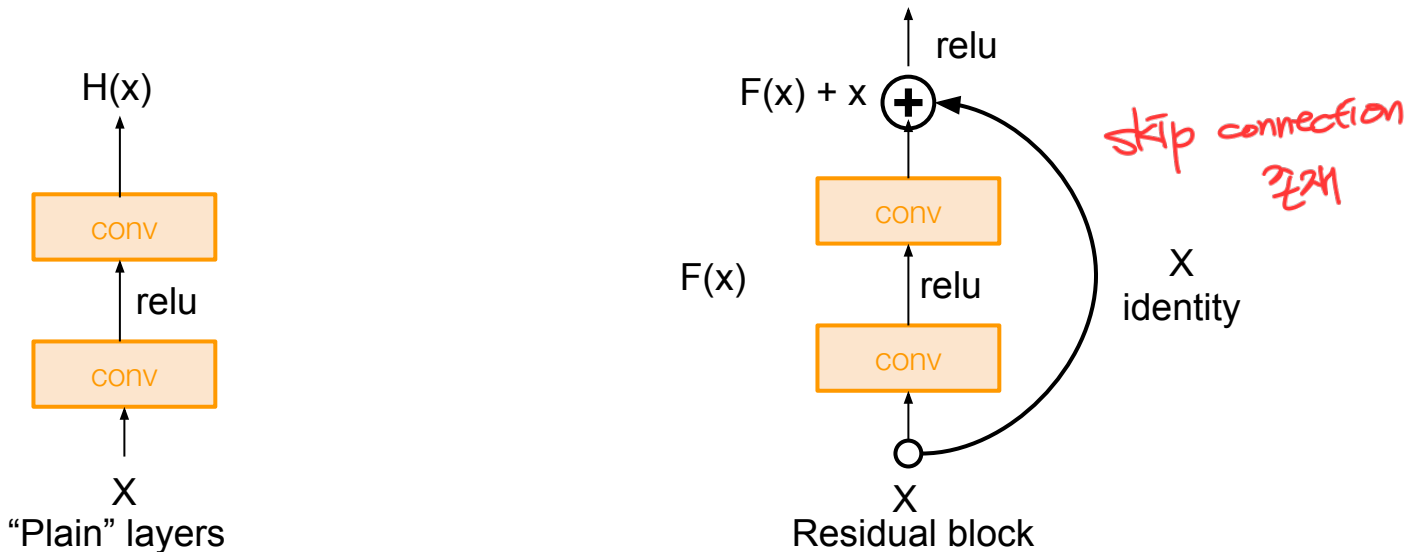 H(x)
conv
relu
conv
X
“Plain” layers
relu
F(x) + x
conv
F(x)
relu
conv
X
Residual block
X
identity
skip connection
존재